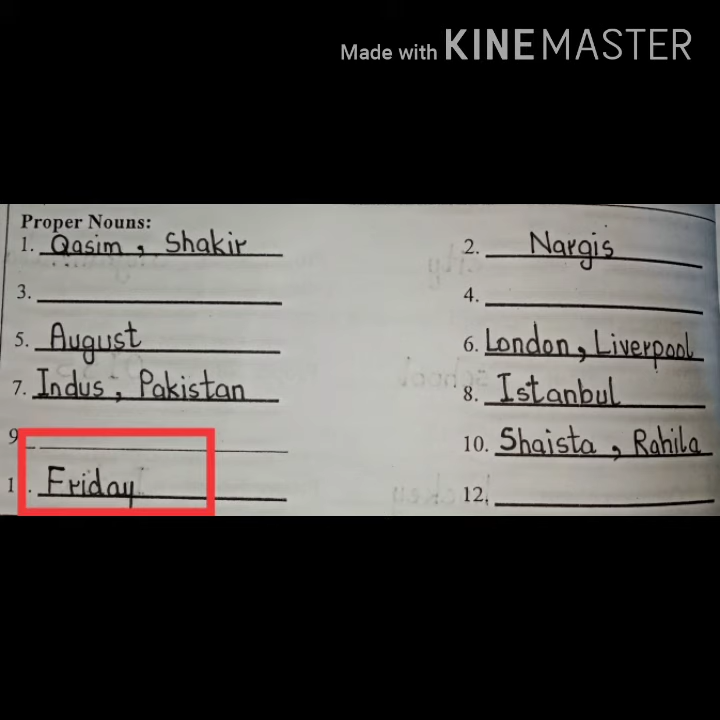 Made with KINEMASTER
Proper Nouns:
1. Qasim , Shakir
2. Nargis
3.
4.
5. August
6. London, Liverpool
7. Indus, Pakistan
8. Istanbul
9
10. Shaista , Rahila
1 . Friday
12.